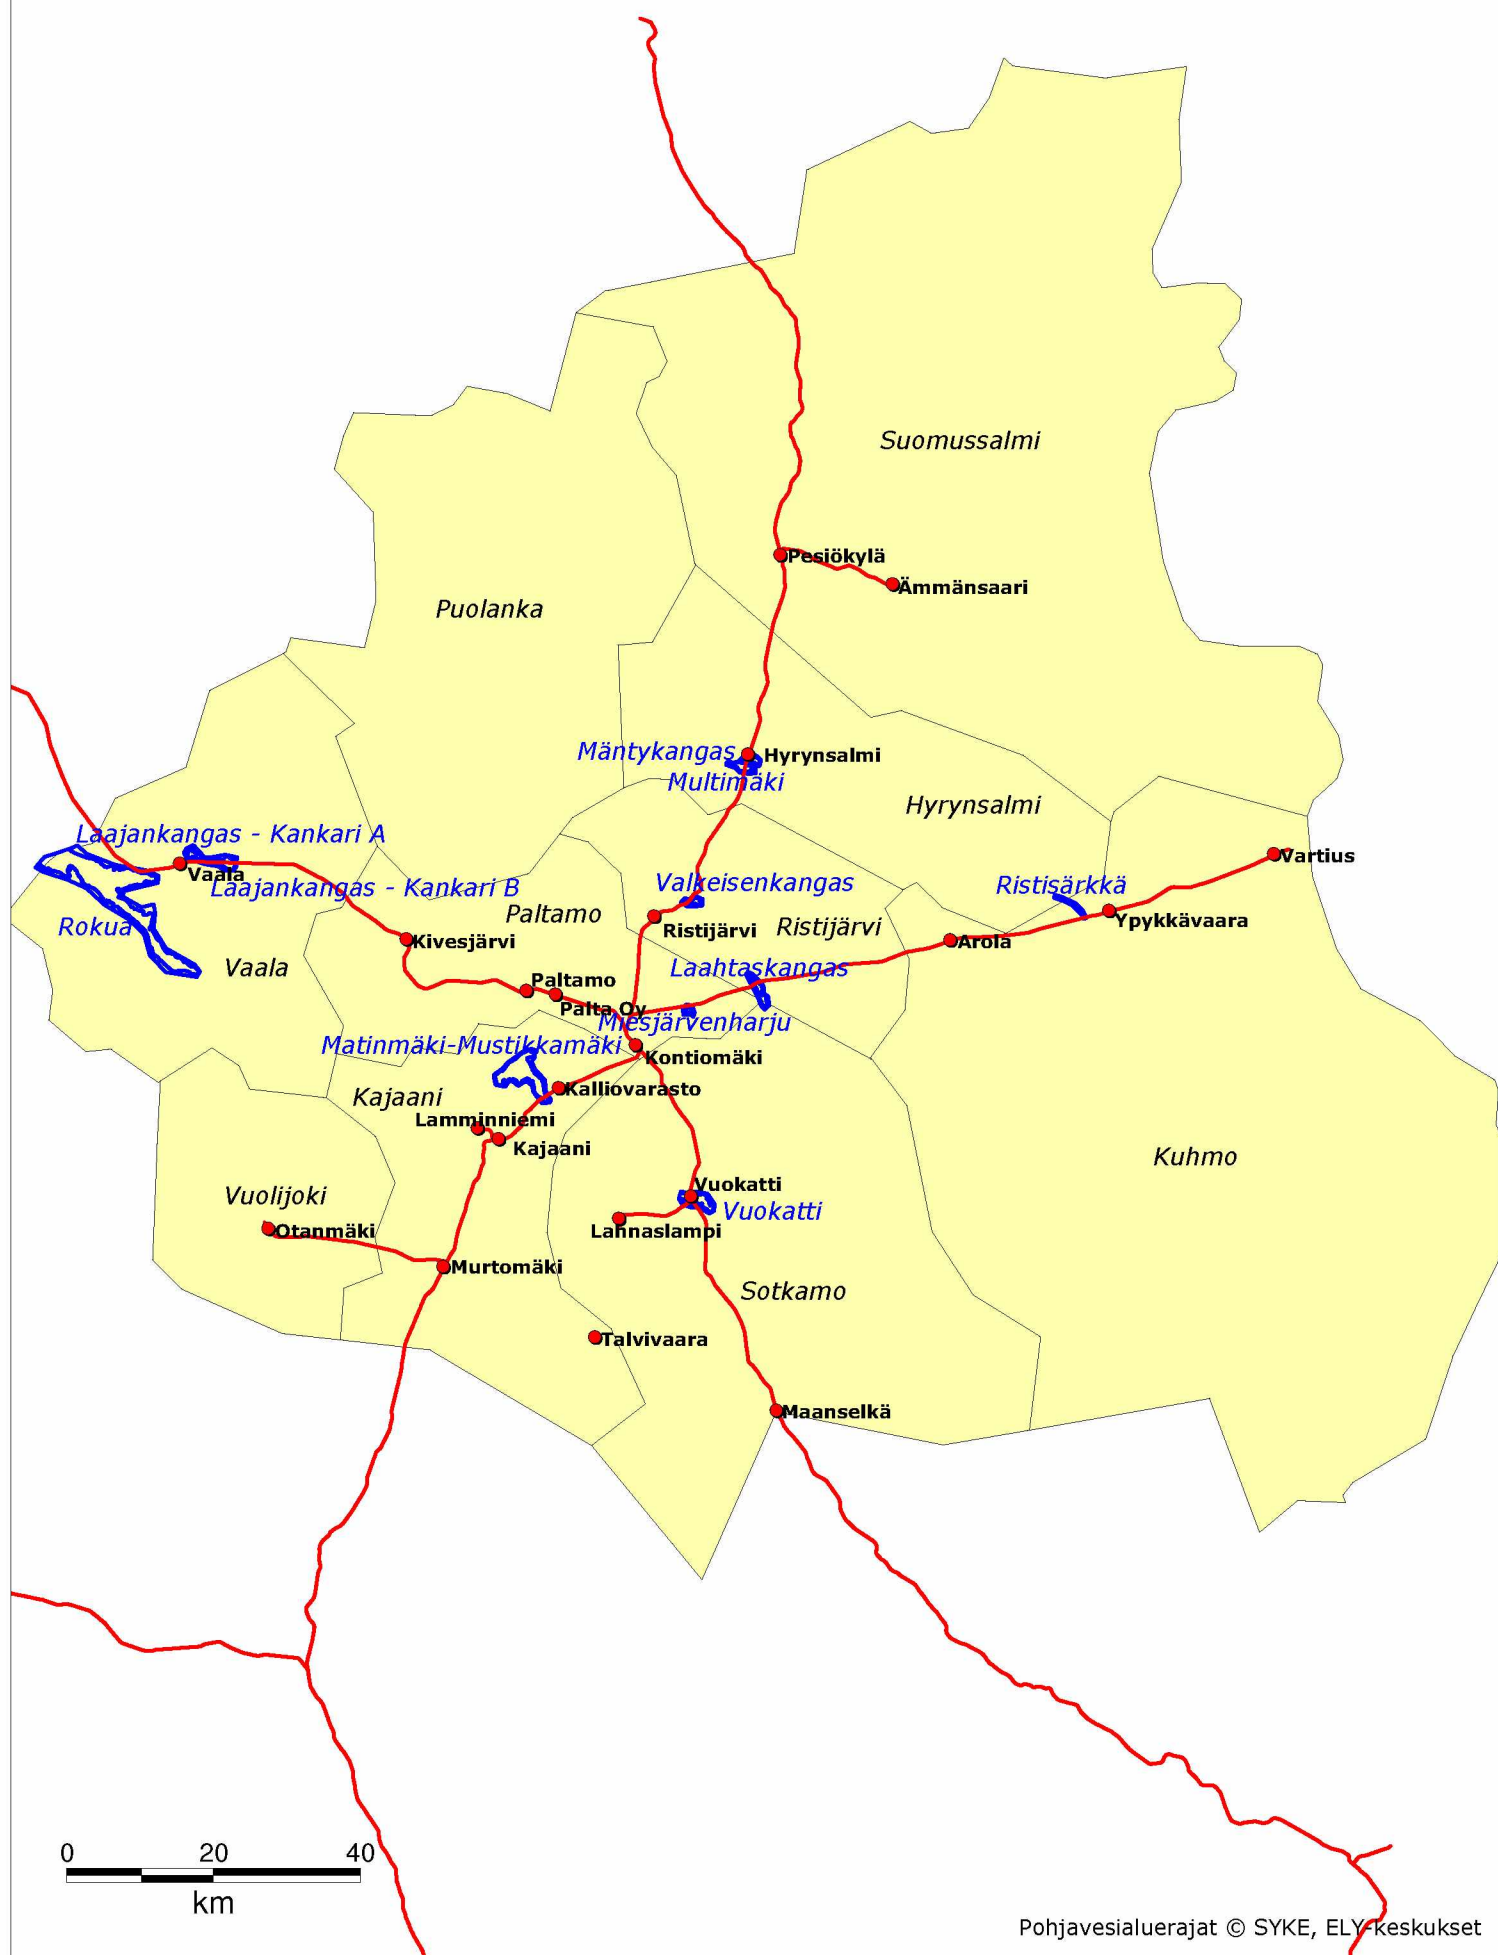 Suomussalmi
Pesiökylä
Ämmänsaari
Puolanka
Mäntykangas
Hyrynsalmi
Multimäki
Hyrynsalmi
Laajankangas - Kankari A
Vartius
Vaala
Laajankangas - Kankari B
Valkeisenkangas
Ristisärkkä
Paltamo
Ypykkävaara
Rokua
Ristijärvi
Ristijärvi
Kivesjärvi
Arola
Vaala
Laahtaskangas
Paltamo
Palta Oy
Miesjärvenharju
Matinmäki-Mustikkamäki
Kontiomäki
Kajaani
Kalliovarasto
Lamminniemi
Kajaani
Kuhmo
Vuokatti
Vuolijoki
Vuokatti
Otanmäki
Lahnaslampi
Murtomäki
Sotkamo
Talvivaara
Maanselkä
0 20 40
km
Pohjavesialuerajat © SYKE, ELY-keskukset